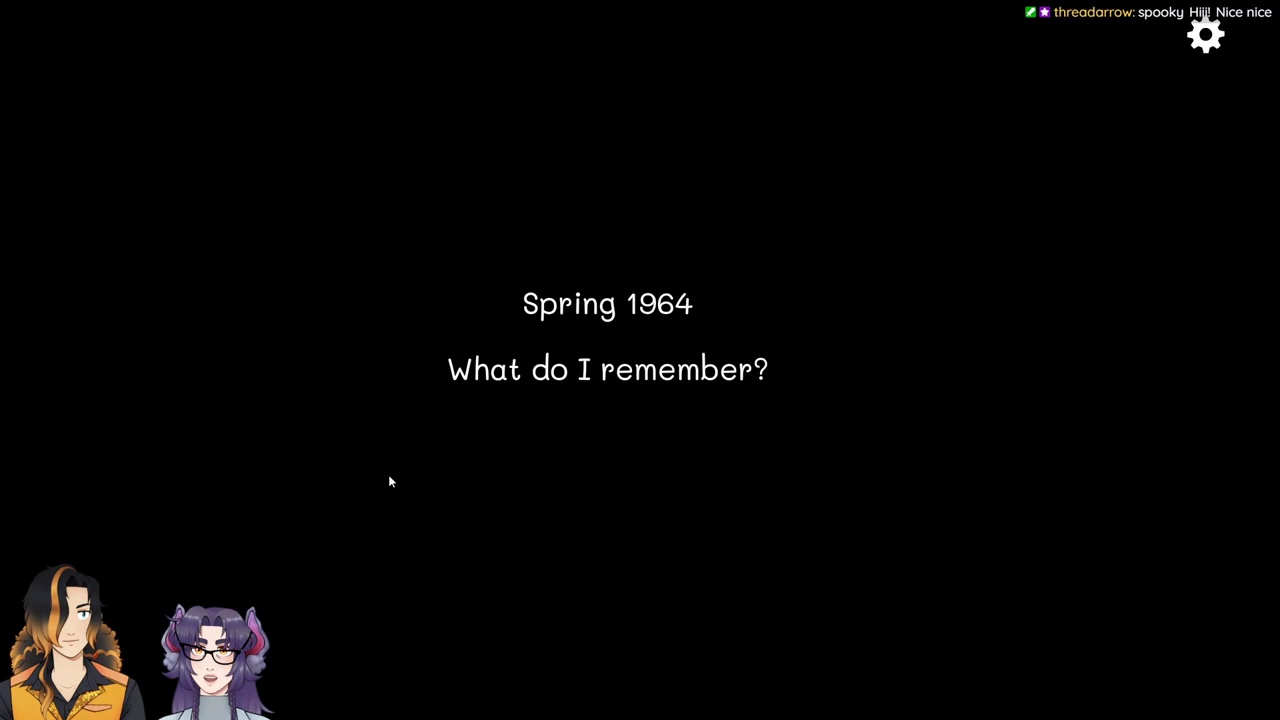 threadarrow: spooky Hiii! Nice nice
Spring 1964
What do I remember?